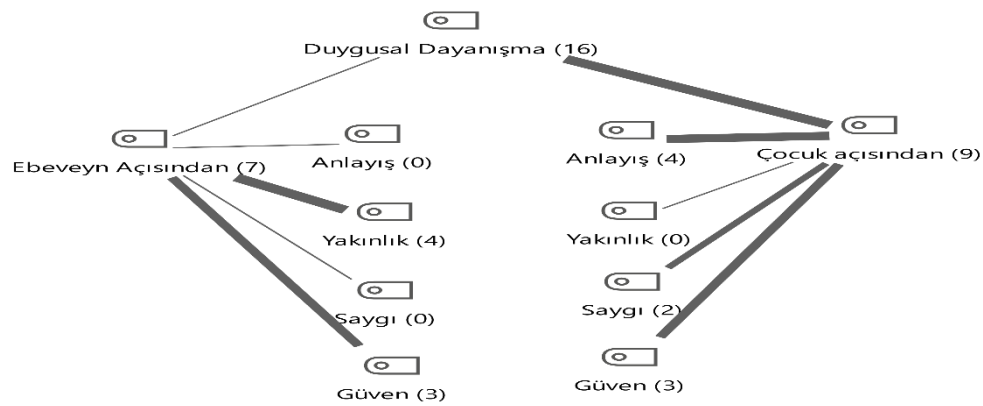 Duygusal Dayanışma (16)
Ebeveyn Açısından (7)
Anlayış (0)
Anlayış (4)
Çocuk açısından (9)
Yakınlık (4)
Yakınlık (0)
Saygı (0)
Saygı (2)
Güven (3)
Güven (3)